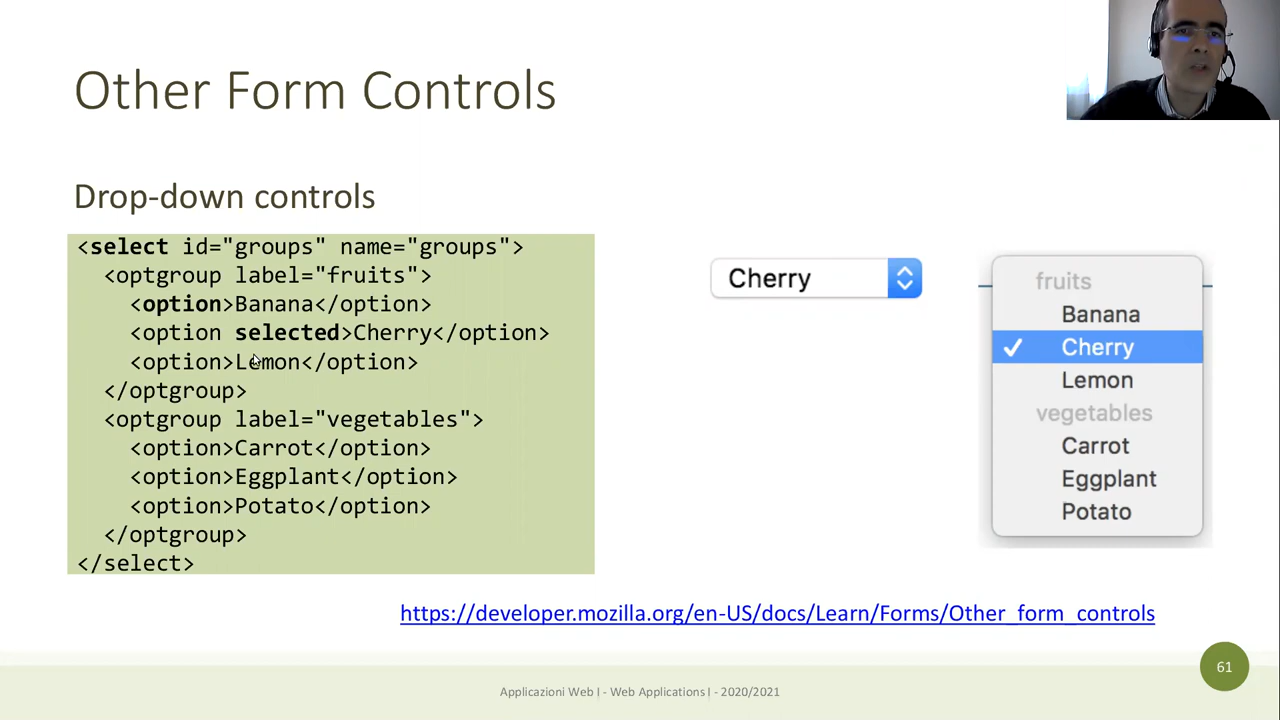 Other Form Controls
Drop-down controls
<select id="groups" name="groups">
  <optgroup label="fruits">
    <option>Banana</option>
    <option selected>Cherry</option>
    <option>Lemon</option>
  </optgroup>
  <optgroup label="vegetables">
    <option>Carrot</option>
    <option>Eggplant</option>
    <option>Potato</option>
  </optgroup>
</select>
Cherry
fruits
Banana
Cherry
Lemon
vegetables
Carrot
Eggplant
Potato
https://developer.mozilla.org/en-US/docs/Learn/Forms/Other_form_controls
61
Applicazioni Web I - Web Applications I - 2020/2021